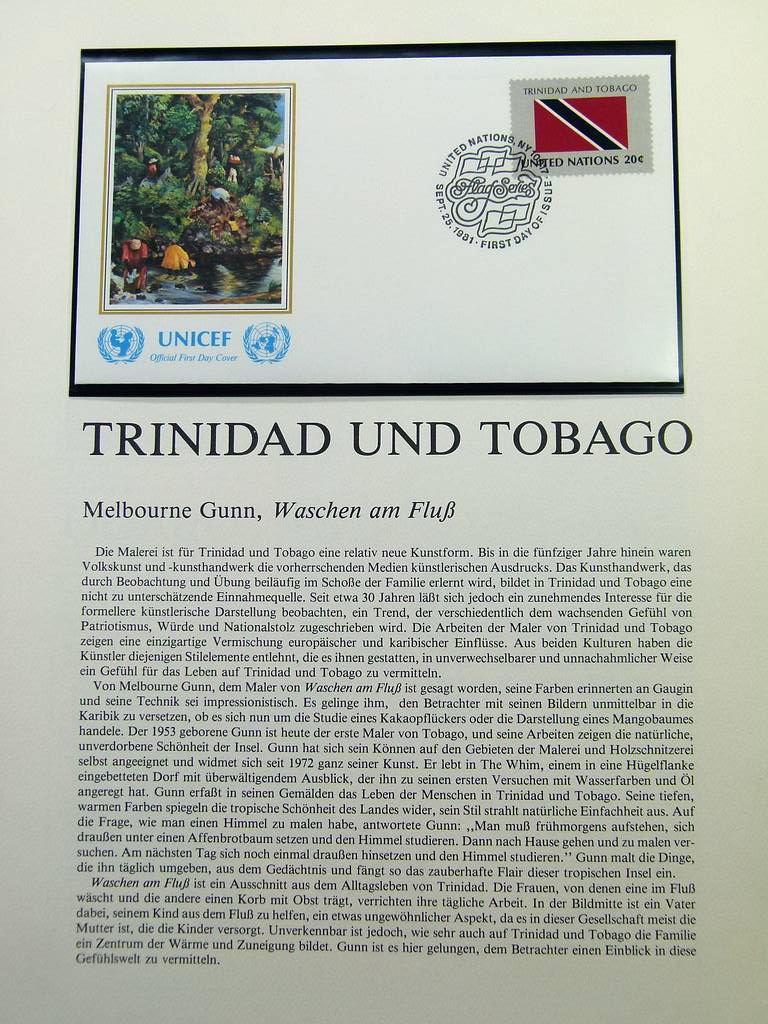 TRINIDAD AND TOBAGO
UNITED NATIONS 20¢
UNITED NATIONS, NY 10017
Flag Series
SEPT. 25, 1981 · FIRST DAY OF ISSUE ·
UNICEF
Official First Day Cover
TRINIDAD UND TOBAGO
Melbourne Gunn, Waschen am Fluß
Die Malerei ist für Trinidad und Tobago eine relativ neue Kunstform. Bis in die fünfziger Jahre hinein waren
Volkskunst und -kunsthandwerk die vorherrschenden Medien künstlerischen Ausdrucks. Das Kunsthandwerk, das
durch Beobachtung und Übung beiläufig im Schoße der Familie erlernt wird, bildet in Trinidad und Tobago eine
nicht zu unterschätzende Einnahmequelle. Seit etwa 30 Jahren läßt sich jedoch ein zunehmendes Interesse für die
formellere künstlerische Darstellung beobachten, ein Trend, der verschiedentlich dem wachsenden Gefühl von
Patriotismus, Würde und Nationalstolz zugeschrieben wird. Die Arbeiten der Maler von Trinidad und Tobago
zeigen eine einzigartige Vermischung europäischer und karibischer Einflüsse. Aus beiden Kulturen haben die
Künstler diejenigen Stilelemente entlehnt, die es ihnen gestatten, in unverwechselbarer und unnachahmlicher Weise
ein Gefühl für das Leben auf Trinidad und Tobago zu vermitteln.
Von Melbourne Gunn, dem Maler von Waschen am Fluß ist gesagt worden, seine Farben erinnerten an Gaugin
und seine Technik sei impressionistisch. Es gelinge ihm, den Betrachter mit seinen Bildern unmittelbar in die
Karibik zu versetzen, ob es sich nun um die Studie eines Kakaopflückers oder die Darstellung eines Mangobaumes
handele. Der 1953 geborene Gunn ist heute der erste Maler von Tobago, und seine Arbeiten zeigen die natürliche,
unverdorbene Schönheit der Insel. Gunn hat sich sein Können auf den Gebieten der Malerei und Holzschnitzerei
selbst angeeignet und widmet sich seit 1972 ganz seiner Kunst. Er lebt in The Whim, einem in eine Hügelflanke
eingebetteten Dorf mit überwältigendem Ausblick, der ihn zu seinen ersten Versuchen mit Wasserfarben und Öl
angeregt hat. Gunn erfaßt in seinen Gemälden das Leben der Menschen in Trinidad und Tobago. Seine tiefen,
warmen Farben spiegeln die tropische Schönheit des Landes wider, sein Stil strahlt natürliche Einfachheit aus. Auf
die Frage, wie man einen Himmel zu malen habe, antwortete Gunn: ,,Man muß frühmorgens aufstehen, sich
draußen unter einen Affenbrotbaum setzen und den Himmel studieren. Dann nach Hause gehen und zu malen ver-
suchen. Am nächsten Tag sich noch einmal draußen hinsetzen und den Himmel studieren.'' Gunn malt die Dinge,
die ihn täglich umgeben, aus dem Gedächtnis und fängt so das zauberhafte Flair dieser tropischen Insel ein.
Waschen am Fluß ist ein Ausschnitt aus dem Alltagsleben von Trinidad. Die Frauen, von denen eine im Fluß
wäscht und die andere einen Korb mit Obst trägt, verrichten ihre tägliche Arbeit. In der Bildmitte ist ein Vater
dabei, seinem Kind aus dem Fluß zu helfen, ein etwas ungewöhnlicher Aspekt, da es in dieser Gesellschaft meist die
Mutter ist, die die Kinder versorgt. Unverkennbar ist jedoch, wie sehr auch auf Trinidad und Tobago die Familie
ein Zentrum der Wärme und Zuneigung bildet. Gunn ist es hier gelungen, dem Betrachter einen Einblick in diese
Gefühlswelt zu vermitteln.